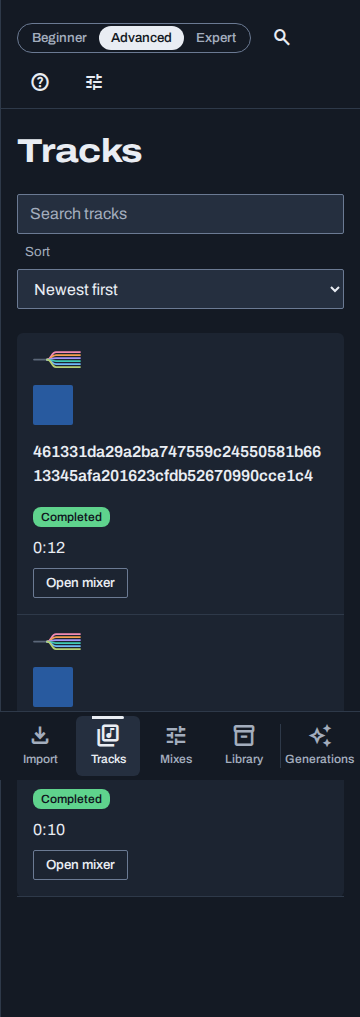 Beginner Advanced Expert
Tracks
Search tracks
Sort
Newest first
461331da29a2ba747559c24550581b66
13345afa201623cfdb52670990cce1c4
Completed
0:12
Open mixer
Import Tracks Mixes Library Generations
Completed
0:10
Open mixer